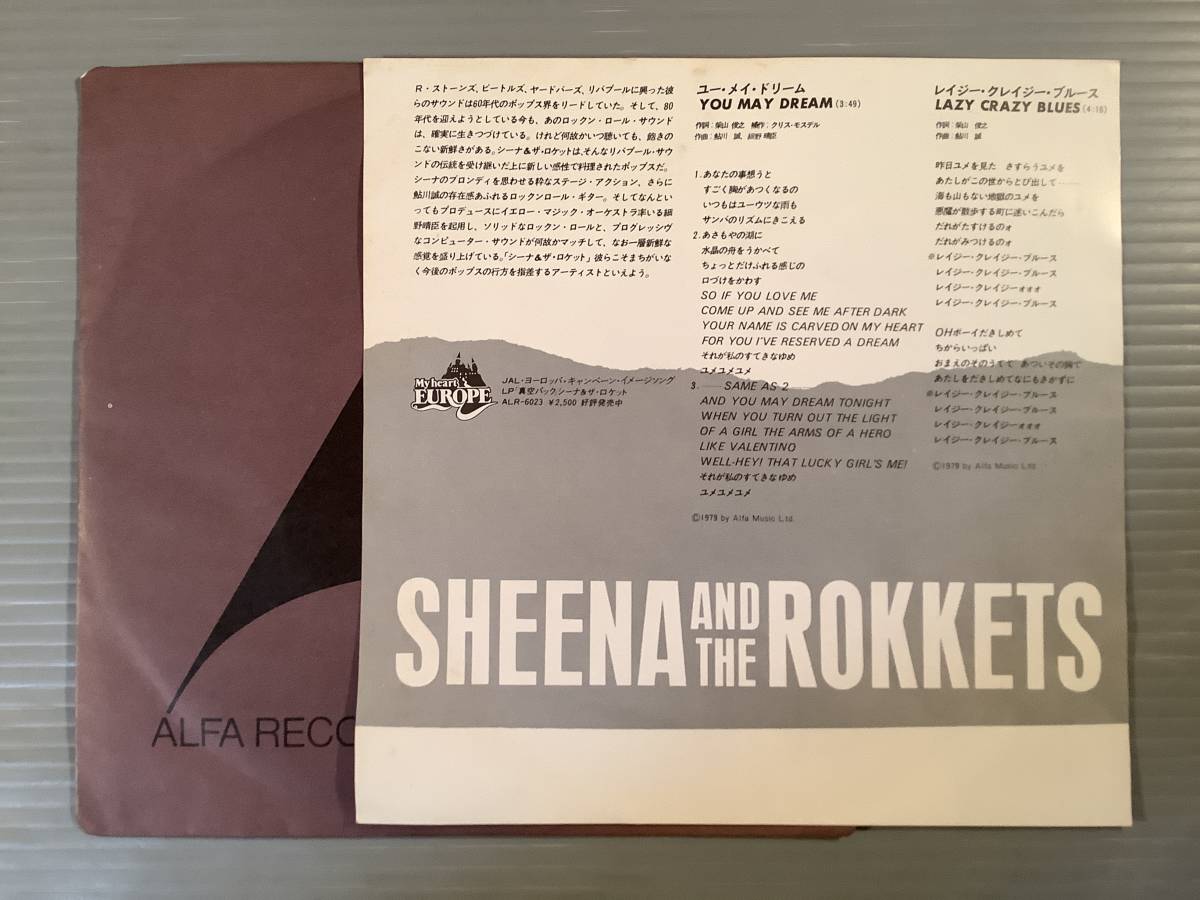 R・ストーンズ、ビートルズ、ヤードバーズ、リバプールに興った彼
らのサウンドは60年代のポップス界をリードしていた。そして、80
年代を迎えようとしている今も、あのロックン・ロール・サウンド
は、確実に生きつづけている。けれど何故かいつ聴いても、飽きの
こない新鮮さがある。シーナ&ザ・ロケットは、そんなリバプール・サウ
ンドの伝統を受け継いだ上に新しい感性で料理されたポップスだ。
シーナのブロンディを思わせる粋なステージ・アクション、さらに
鮎川誠の存在感あふれるロックンロール・ギター。そしてなんとい
ってもプロデュースにイエロー・マジック・オーケストラ率いる細
野晴臣を起用し、ソリッドなロックン・ロールと、プログレッシヴ
なコンピューター・サウンドが何故かマッチして、なお一層新鮮な
感覚を盛り上げている。「シーナ&ザ・ロケット」彼らこそまちがいな
く今後のポップスの行方を指差するアーティストといえよう。
My heart
EUROPE
JAL・ヨーロッパ・キャンペーン・イメージソング
LP「真空パック」シーナ&ザ・ロケット
ALR-6023 ¥2,500 好評発売中
ユー・メイ・ドリーム
YOU MAY DREAM (3:49)
作詞：柴山 俊之 補作：クリス・モスデル
作曲：鮎川 誠、細野 晴臣
1.あなたの事想うと
すごく胸があつくなるの
いつもはユーウツな雨も
サンバのリズムにきこえる
2.あさもやの湖に
水晶の舟をうかべて
ちょっとだけふれる感じの
口づけをかわす
SO IF YOU LOVE ME
COME UP AND SEE ME AFTER DARK
YOUR NAME IS CARVED ON MY HEART
FOR YOU I'VE RESERVED A DREAM
それが私のすてきなゆめ
ユメユメユメ
3.——SAME AS 2
AND YOU MAY DREAM TONIGHT
WHEN YOU TURN OUT THE LIGHT
OF A GIRL THE ARMS OF A HERO
LIKE VALENTINO
WELL-HEY! THAT LUCKY GIRL'S ME!
それが私のすてきなゆめ
ユメユメユメ
©1979 by Alfa Music Ltd.
レイジー・クレイジー・ブルース
LAZY CRAZY BLUES (4:16)
作詞：柴山 俊之
作曲：鮎川 誠
昨日ユメを見た さすらうユメを
あたしがこの世からとび出して……
海も山もない地獄のユメを
悪魔が散歩する町に迷いこんだら
だれがたすけるのォ
だれがみつけるのォ
※レイジー・クレイジー・ブルース
レイジー・クレイジー・ブルース
レイジー・クレイジーォォォ
レイジー・クレイジー・ブルース
OHボーイだきしめて
ちからいっぱい
おまえのそのうてで あついその胸で
あたしをだきしめてなにもきかずに
※レイジー・クレイジー・ブルース
レイジー・クレイジー・ブルース
レイジー・クレイジーォォォ
レイジー・クレイジー・ブルース
©1979 by Alfa Music Ltd.
SHEENA AND THE ROKKETS
ALFA RECO